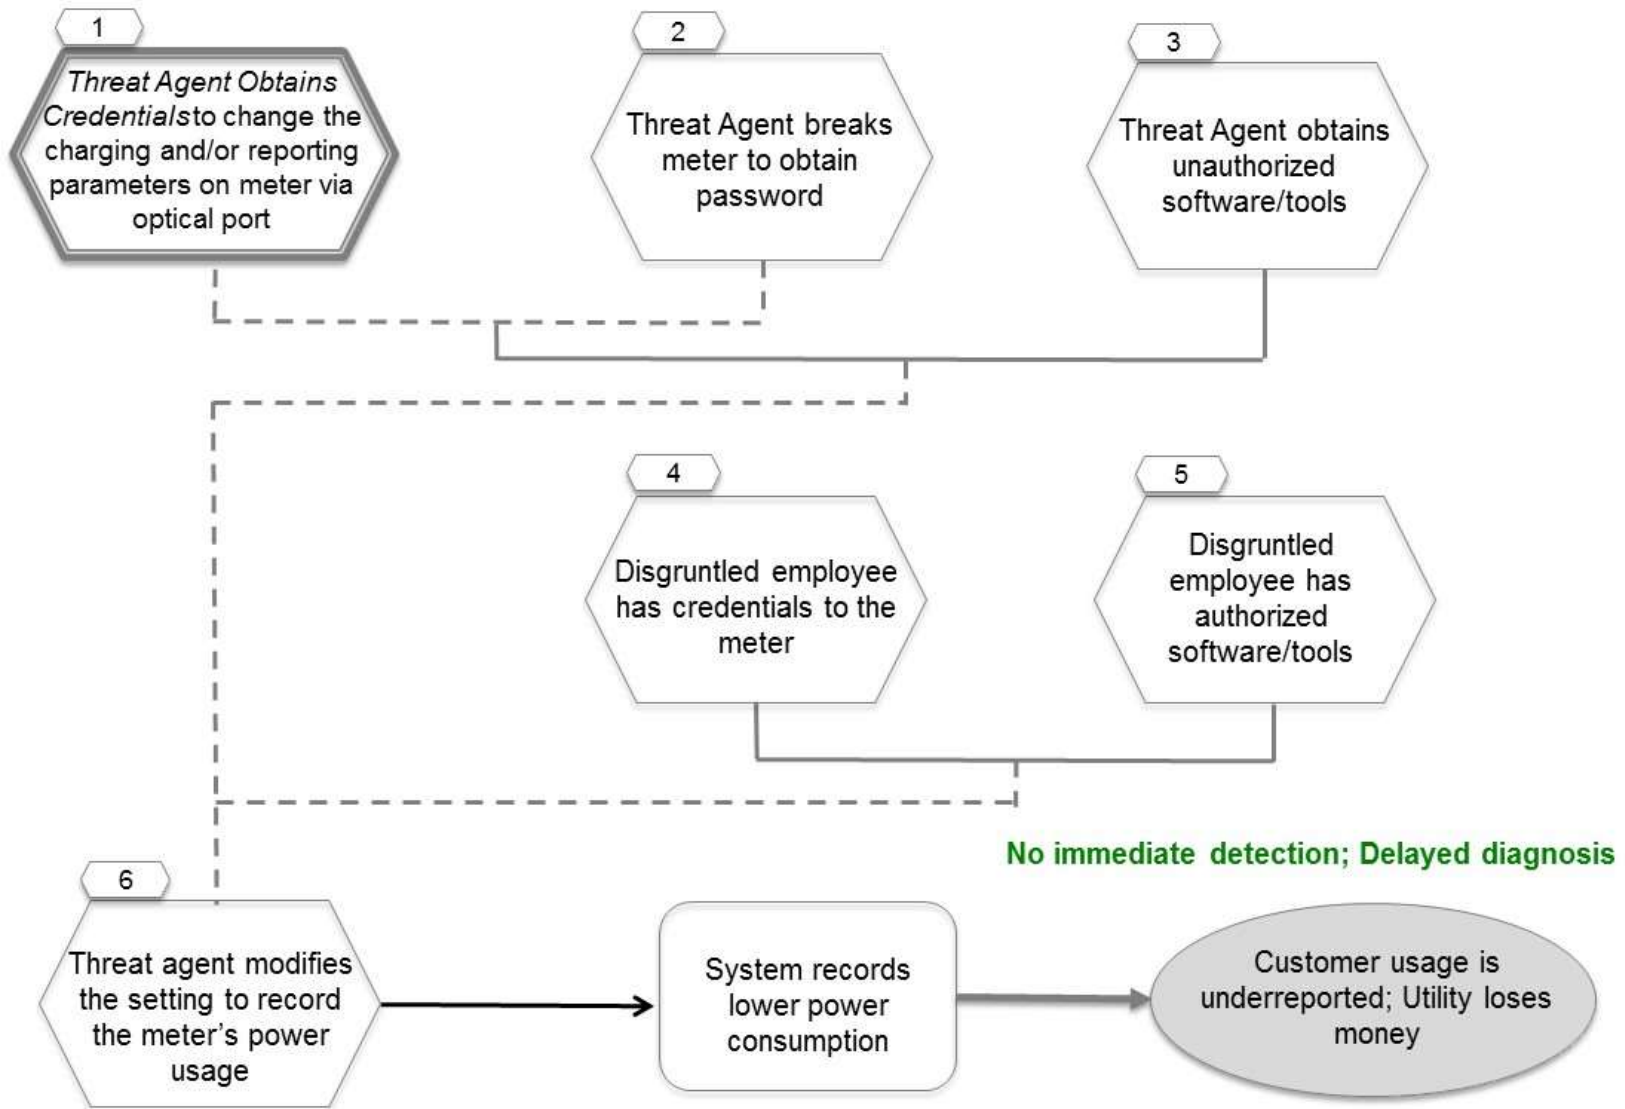 1
Threat Agent Obtains
Credentialsto change the
charging and/or reporting
parameters on meter via
optical port
2
Threat Agent breaks
meter to obtain
password
3
Threat Agent obtains
unauthorized
software/tools
4
Disgruntled employee
has credentials to the
meter
5
Disgruntled
employee has
authorized
software/tools
No immediate detection; Delayed diagnosis
6
Threat agent modifies
the setting to record
the meter’s power
usage
System records
lower power
consumption
Customer usage is
underreported; Utility loses
money